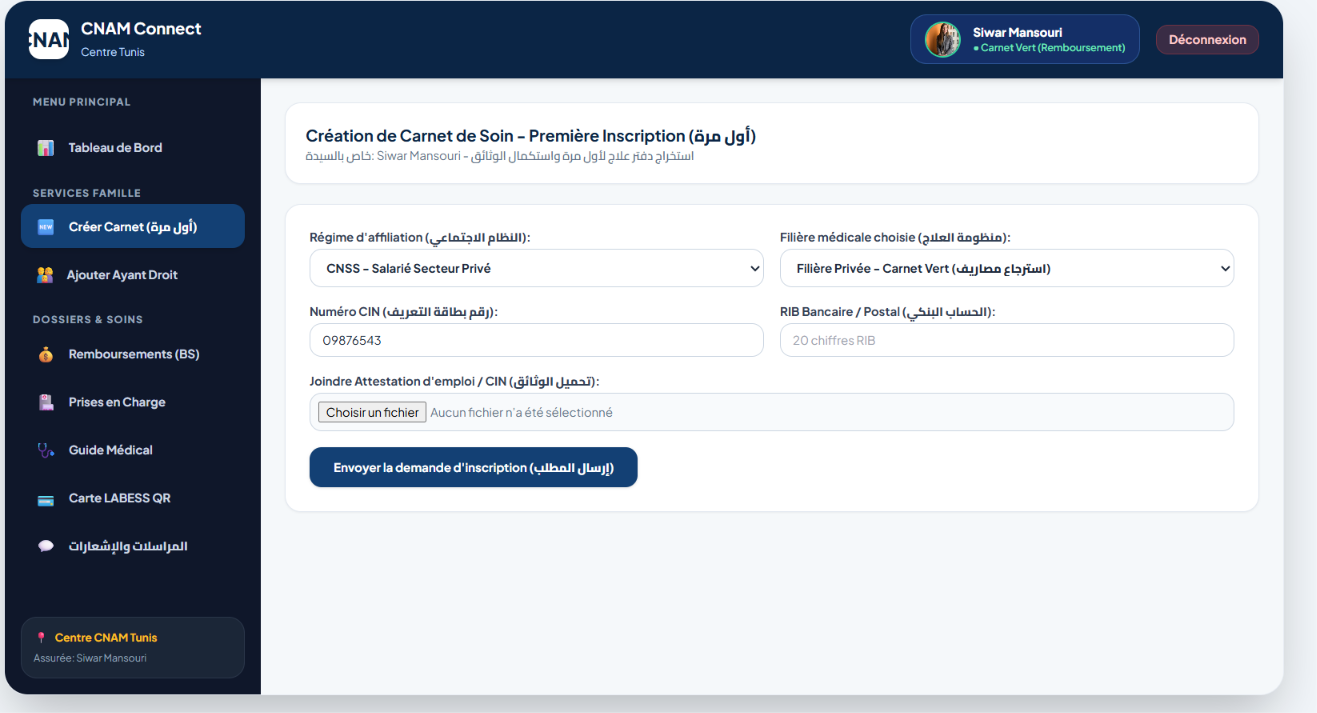 CNAM
CNAM Connect
Centre Tunis
Siwar Mansouri
● Carnet Vert (Remboursement)
Déconnexion
MENU PRINCIPAL
Tableau de Bord
SERVICES FAMILLE
NEW
Créer Carnet (أول مرة)
Ajouter Ayant Droit
DOSSIERS & SOINS
Remboursements (BS)
Prises en Charge
Guide Médical
Carte LABESS QR
المراسلات والإشعارات
Centre CNAM Tunis
Assurée: Siwar Mansouri
Création de Carnet de Soin - Première Inscription (أول مرة)
استخراج دفتر علاج لأول مرة واستكمال الوثائق - Siwar Mansouri :خاص بالسيدة
Régime d'affiliation (النظام الاجتماعي):
CNSS - Salarié Secteur Privé
Filière médicale choisie (منظومة العلاج):
Filière Privée - Carnet Vert (استرجاع مصاريف)
Numéro CIN (رقم بطاقة التعريف):
09876543
RIB Bancaire / Postal (الحساب البنكي):
20 chiffres RIB
Joindre Attestation d'emploi / CIN (تحميل الوثائق):
Choisir un fichier Aucun fichier n'a été sélectionné
Envoyer la demande d'inscription (إرسال المطلب)